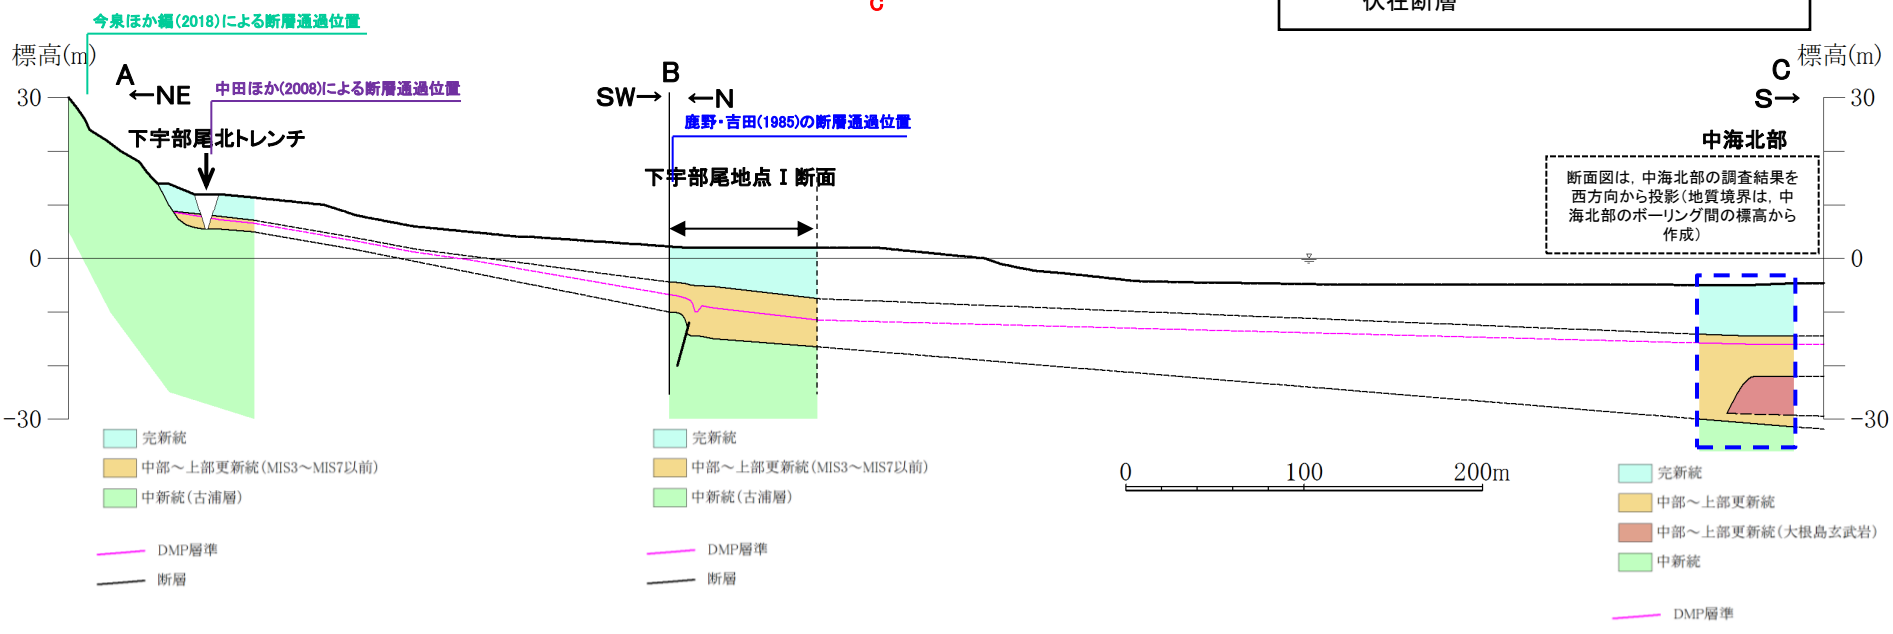 C
伏在断層
今泉ほか編(2018)による断層通過位置
標高(m)
A
←NE
中田ほか(2008)による断層通過位置
下宇部尾北トレンチ
B
SW→
←N
鹿野・吉田(1985)の断層通過位置
下宇部尾地点Ⅰ断面
C
標高(m)
S→
中海北部
断面図は，中海北部の調査結果を
西方向から投影（地質境界は，中
海北部のボーリング間の標高から
作成）
30
0
-30
30
0
-30
完新統
中部～上部更新統(MIS3～MIS7以前)
中新統(古浦層)
DMP層準
断層
完新統
中部～上部更新統(MIS3～MIS7以前)
中新統(古浦層)
DMP層準
断層
0 100 200m
完新統
中部～上部更新統
中部～上部更新統(大根島玄武岩)
中新統
DMP層準